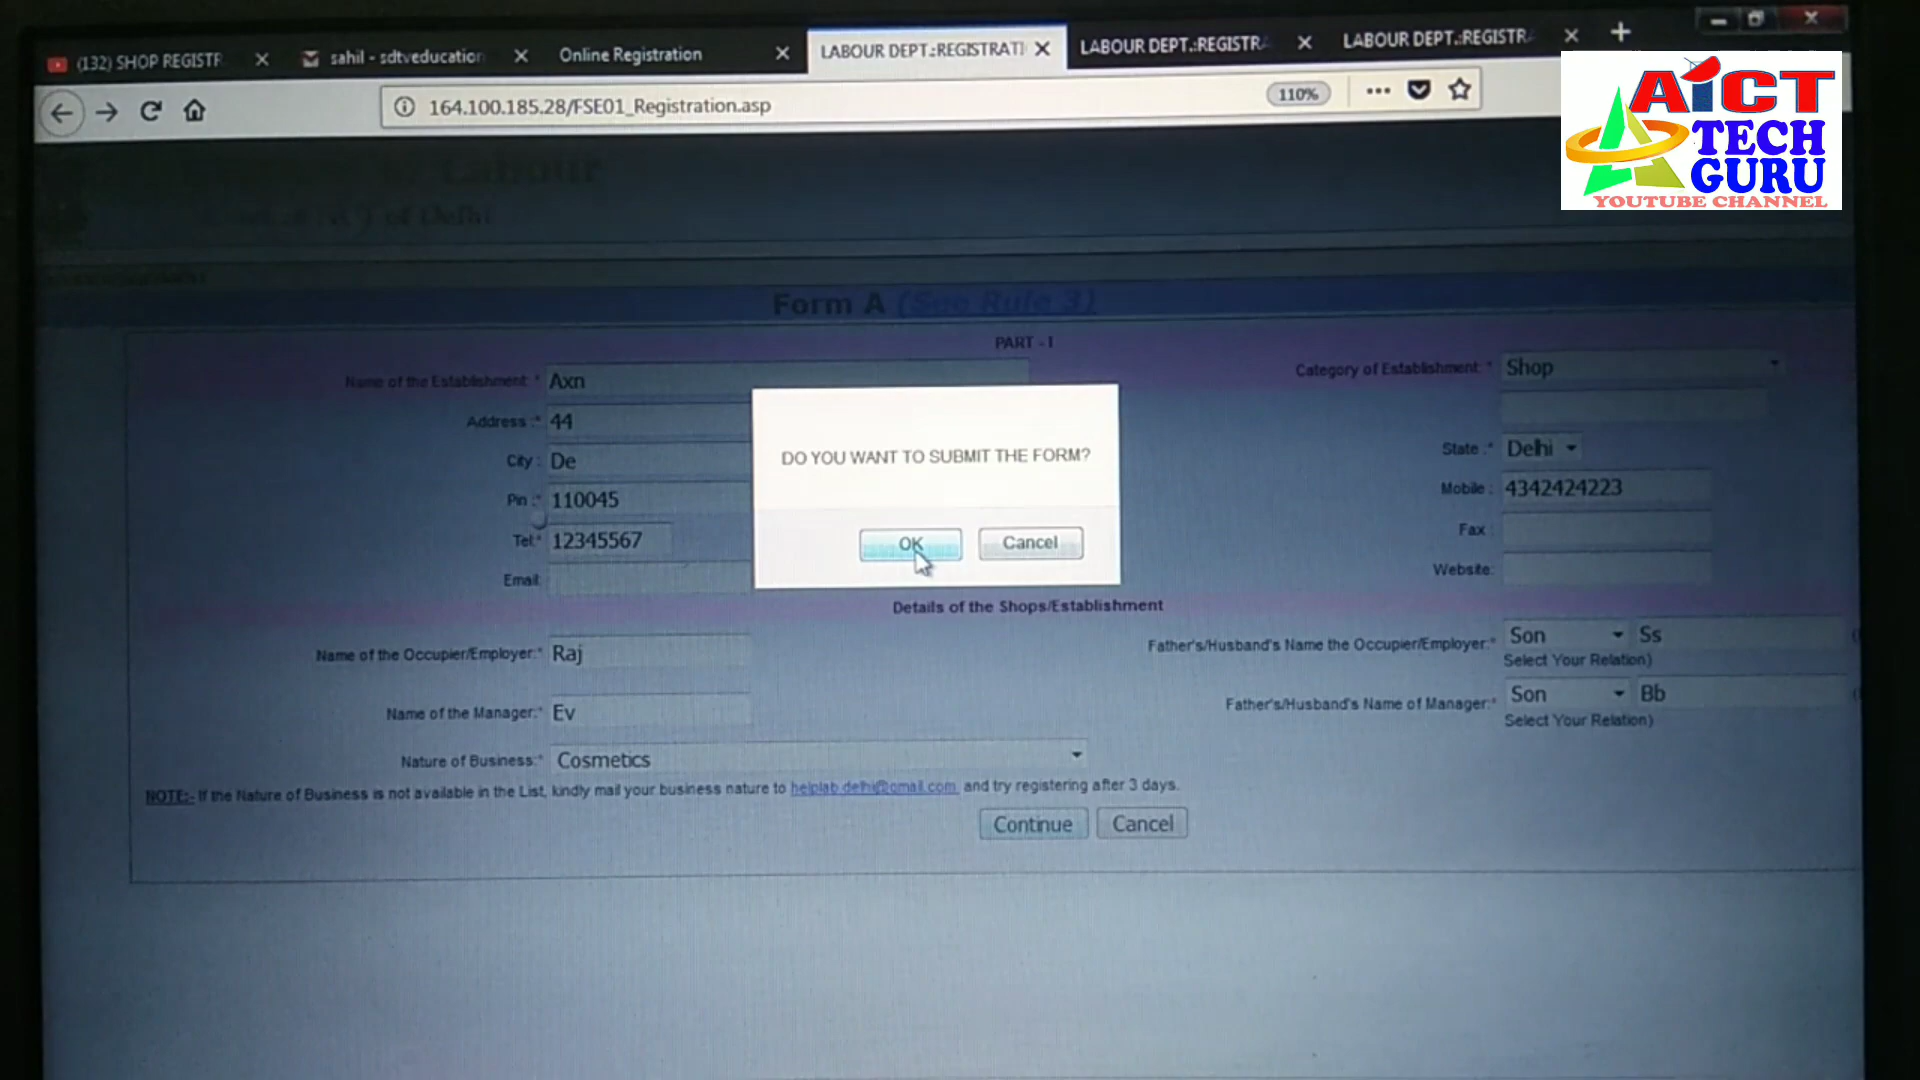 (132) SHOP REGISTR
sahil - sdtveducation
Online Registration
LABOUR DEPT.:REGISTRATI
LABOUR DEPT.:REGISTRA
LABOUR DEPT.:REGISTR
164.100.185.28/FSE01_Registration.asp
110%
AiCT
TECH
GURU
YOUTUBE CHANNEL
Labour
of Delhi
Form A (See Rule 3)
PART - I
Name of the Establishment: * Axn
Category of Establishment: * Shop
Address :* 44
City : De
State :* Delhi
Pin :* 110045
Mobile : 4342424223
Tel:* 12345567
Fax :
Email:
Website:
DO YOU WANT TO SUBMIT THE FORM?
OK Cancel
Details of the Shops/Establishment
Name of the Occupier/Employer:* Raj
Father's/Husband's Name the Occupier/Employer:* Son Ss
Select Your Relation)
Name of the Manager:* Ev
Father's/Husband's Name of Manager:* Son Bb
Select Your Relation)
Nature of Business:* Cosmetics
NOTE:- If the Nature of Business is not available in the List, kindly mail your business nature to helplab.delhi@gmail.com and try registering after 3 days.
Continue Cancel